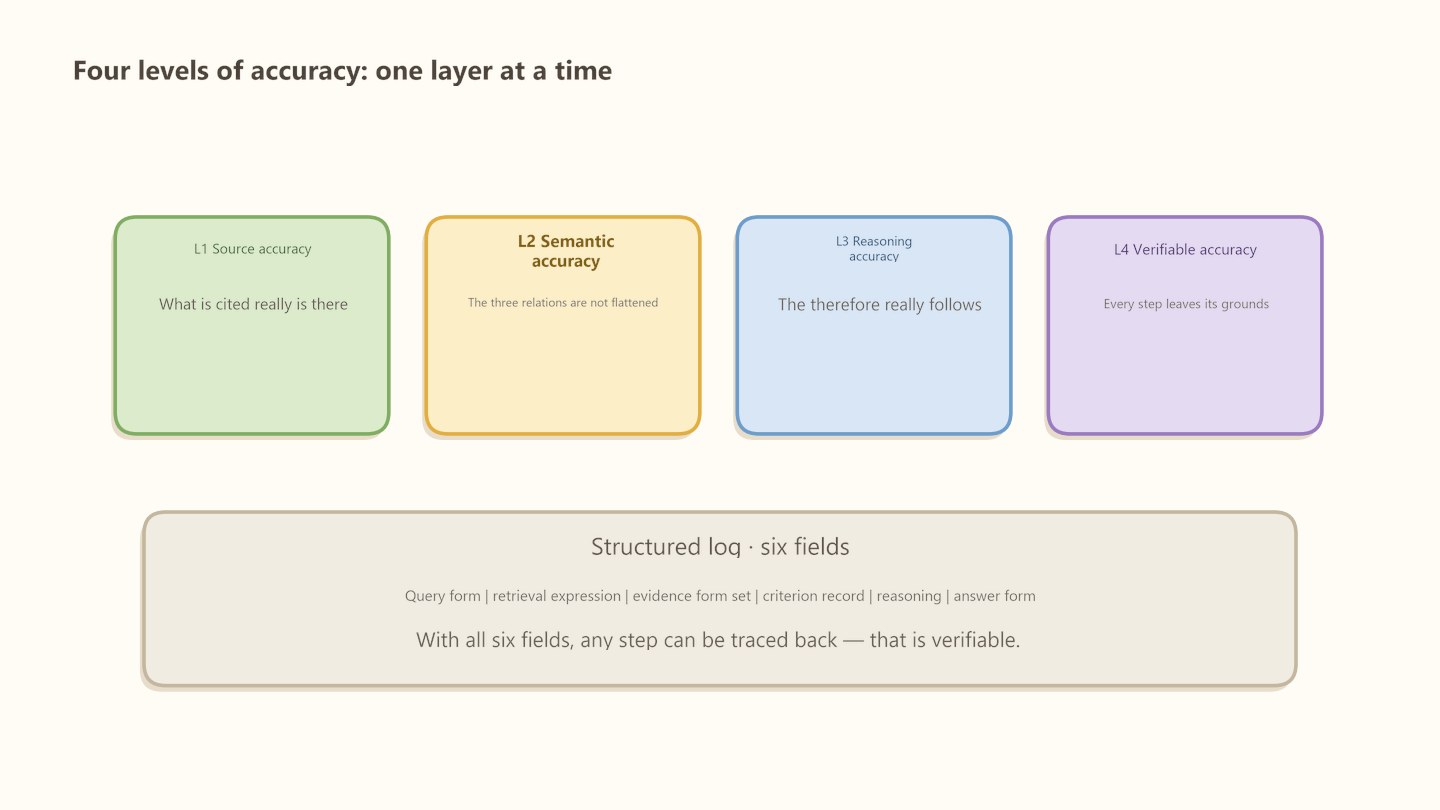 Four levels of accuracy: one layer at a time
L1 Source accuracy
What is cited really is there
L2 Semantic
accuracy
The three relations are not flattened
L3 Reasoning
accuracy
The therefore really follows
L4 Verifiable accuracy
Every step leaves its grounds
Structured log · six fields
Query form | retrieval expression | evidence form set | criterion record | reasoning | answer form
With all six fields, any step can be traced back — that is verifiable.